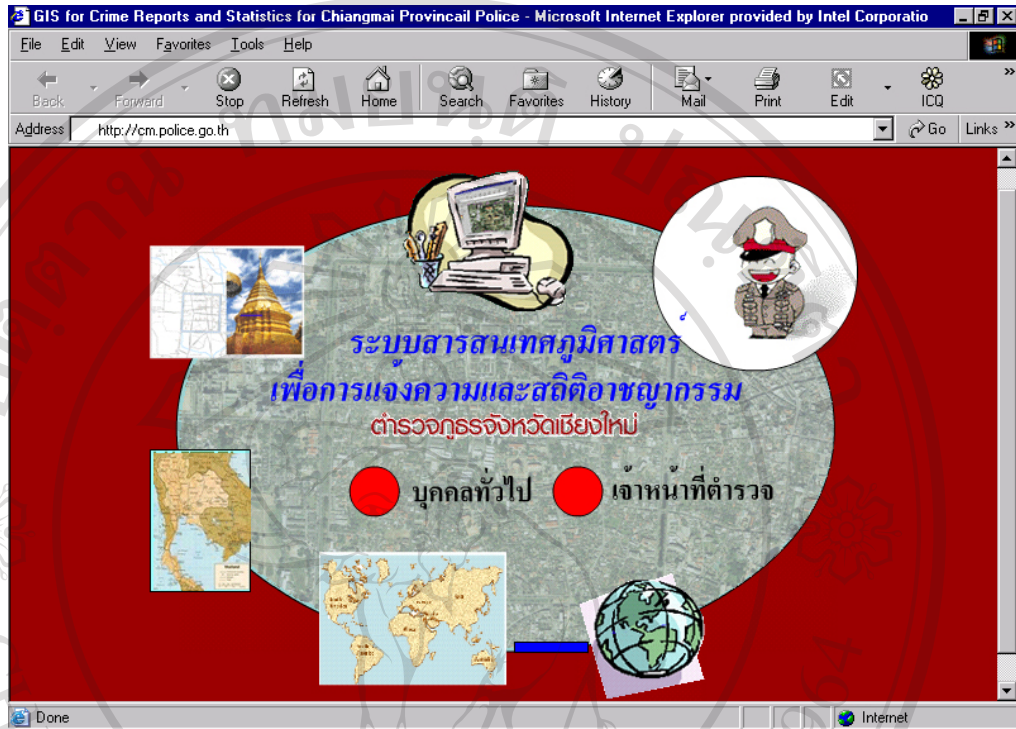 GIS for Crime Reports and Statistics for Chiangmai Provincail Police - Microsoft Internet Explorer provided by Intel Corporatio
File Edit View Favorites Tools Help
Back Forward Stop Refresh Home Search Favorites History Mail Print Edit ICQ
Address http://cm.police.go.th Go Links
ระบบสารสนเทศภูมิศาสตร์
เพื่อการแจ้งความและสถิติอาชญากรรม
ตำรวจภูธรจังหวัดเชียงใหม่
บุคคลทั่วไป เจ้าหน้าที่ตำรวจ
Done Internet